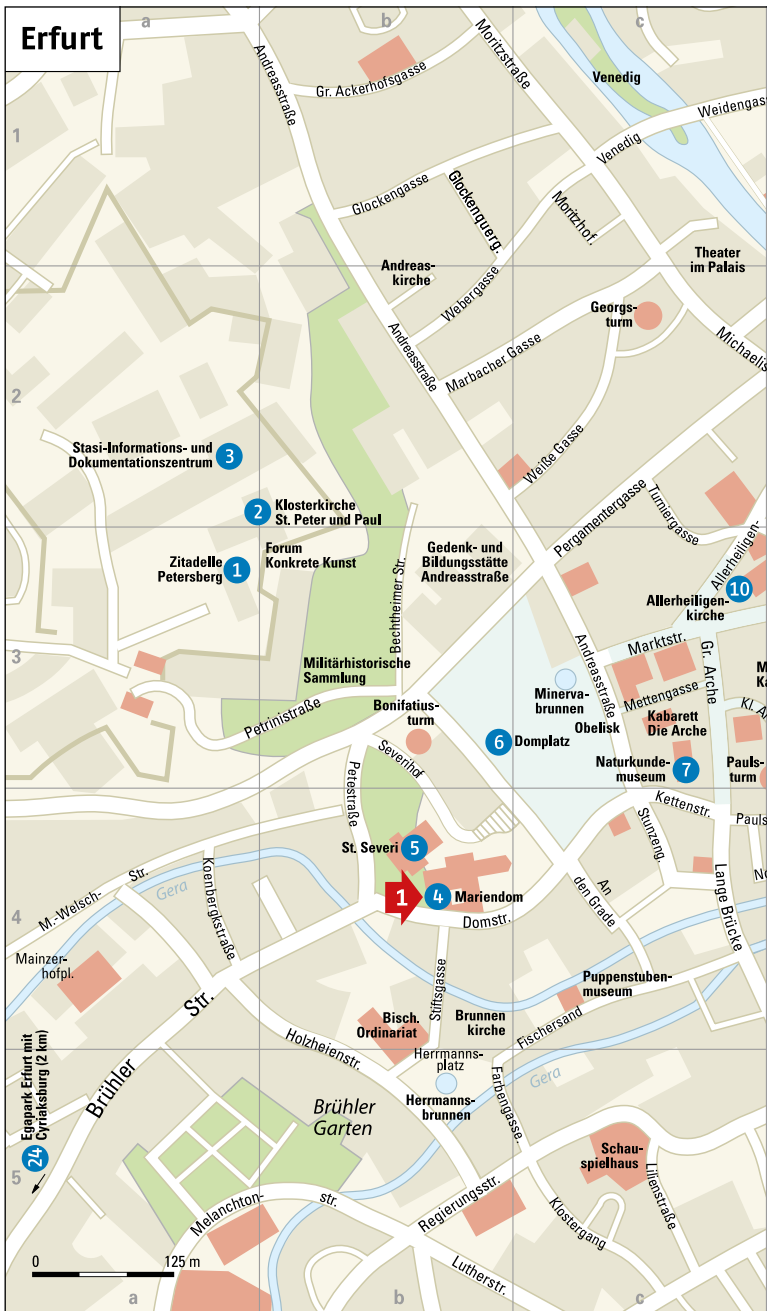 Erfurt
a
b
c
1
Andreasstraße
Gr. Ackerhofsgasse
Moritzstraße
Venedig
Weidengass
Venedig
Glockengasse
Glockenquerg.
Moritzhof.
Andreas-
kirche
Webergasse
Theater
im Palais
Georgs-
turm
Andreasstraße
Marbacher Gasse
Michaelis
2
Stasi-Informations- und
Dokumentationszentrum
3
Weiße Gasse
2
Klosterkirche
St. Peter und Paul
Pergamentergasse
Turniergasse
Zitadelle
Petersberg
1
Forum
Konkrete Kunst
Gedenk- und
Bildungsstätte
Andreasstraße
Bechtheimer Str.
Allerheiligen-
10
Allerheiligen-
kirche
3
Marktstr.
Gr. Arche
Andreasstraße
Militärhistorische
Sammlung
Minerva-
brunnen
Mettengasse
M
Ka
Petrinistraße
Bonifatius-
turm
Obelisk
Kabarett
Die Arche
Kl. A
6
Domplatz
Severihof
Naturkunde-
museum
7
Pauls-
turm
Petestraße
Kettenstr.
Pauls
St. Severi
5
Stunzeng.
No
M.-Welsch-
Str.
Gera
Koenbergkstraße
1
4
Mariendom
An
den Grade
Lange Brücke
4
Domstr.
Mainzer-
hofpl.
Stiftsgasse
Puppenstuben-
museum
Str.
Bisch.
Ordinariat
Brunnen
kirche
Fischersand
Holzheienstr.
Herrmanns-
platz
Gera
Brühler
Egapark Erfurt mit
Cyriaksburg (2 km)
24
Brühler
Garten
Herrmanns-
brunnen
Farbengasse.
Schau-
spielhaus
5
Lilienstraße
Melanchton-
str.
Regierungsstr.
Klostergang
0
125 m
Lutherstr.
a
b
c